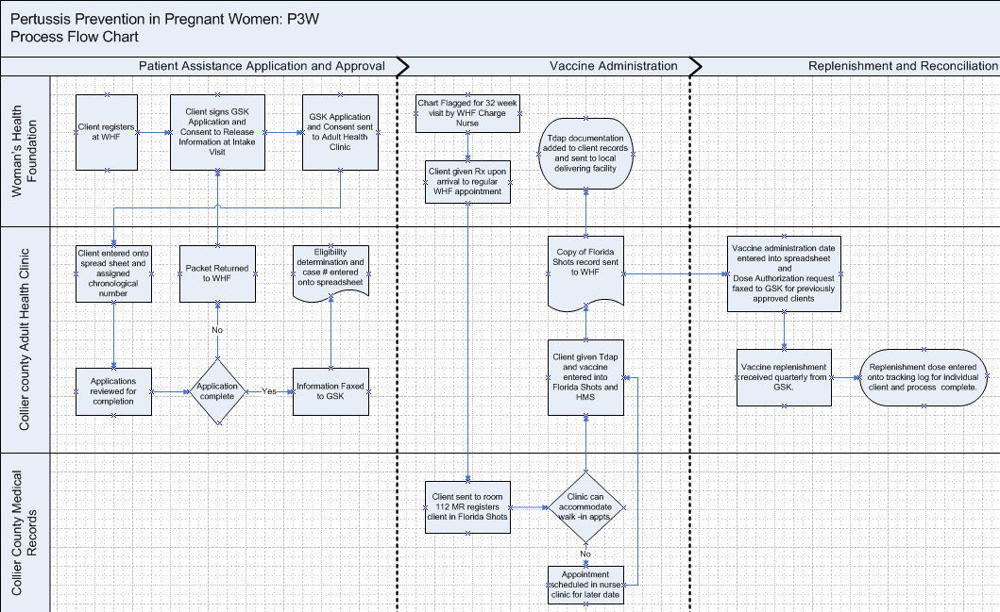 Pertussis Prevention in Pregnant Women: P3W
Process Flow Chart
Patient Assistance Application and Approval
Vaccine Administration
Replenishment and Reconciliation
Woman's Health
Foundation
Client registers
at WHF
Client signs GSK
Application and
Consent to Release
Information at Intake
Visit
GSK Application
and Consent sent
to Adult Health
Clinic
Chart Flagged for 32 week
visit by WHF Charge
Nurse
Client given Rx upon
arrival to regular
WHF appointment
Tdap documentation
added to client records
and sent to local
delivering facility
Collier county Adult Health Clinic
Client entered onto
spread sheet and
assigned
chronological
number
Packet Returned
to WHF
Eligibility
determination and
case # entered
onto spreadsheet
No
Applications
reviewed for
completion
Application
complete
Yes
Information Faxed
to GSK
Copy of Florida
Shots record sent
to WHF
Client given Tdap
and vaccine
entered into
Florida Shots and
HMS
Vaccine administration date
entered into spreadsheet
and
Dose Authorization request
faxed to GSK for previously
approved clients
Vaccine replenishment
received quarterly from
GSK.
Replenishment dose entered
onto tracking log for individual
client and process complete.
Collier County Medical
Records
Client sent to room
112 MR registers
client in Florida Shots
Clinic can
accommodate
walk -in appts.
No
Appointment
scheduled in nurse
clinic for later date